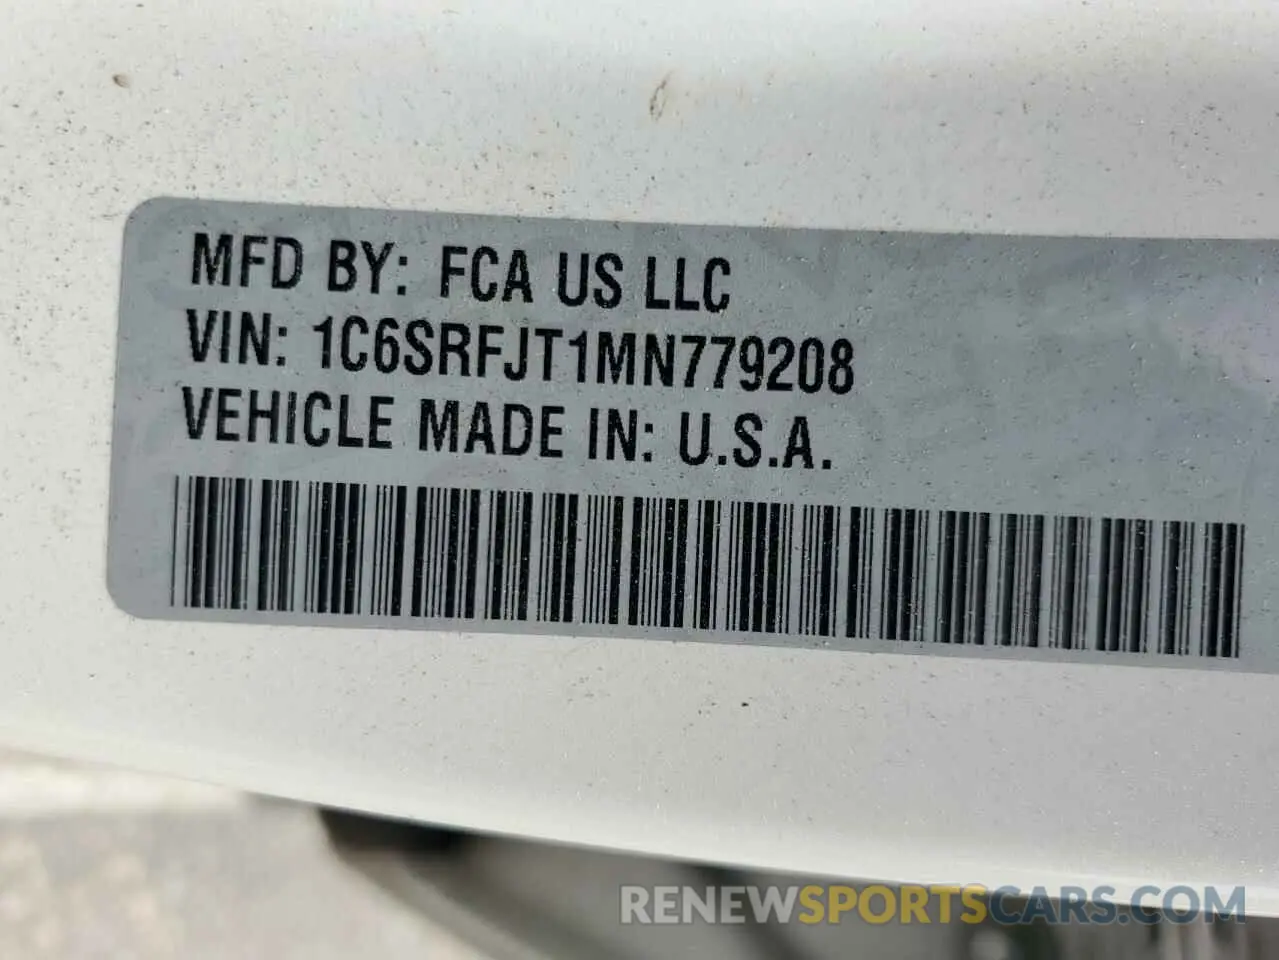 MFD BY: FCA US LLC
VIN: 1C6SRFJT1MN779208
VEHICLE MADE IN: U.S.A.
RENEWSPORTSCARS.COM